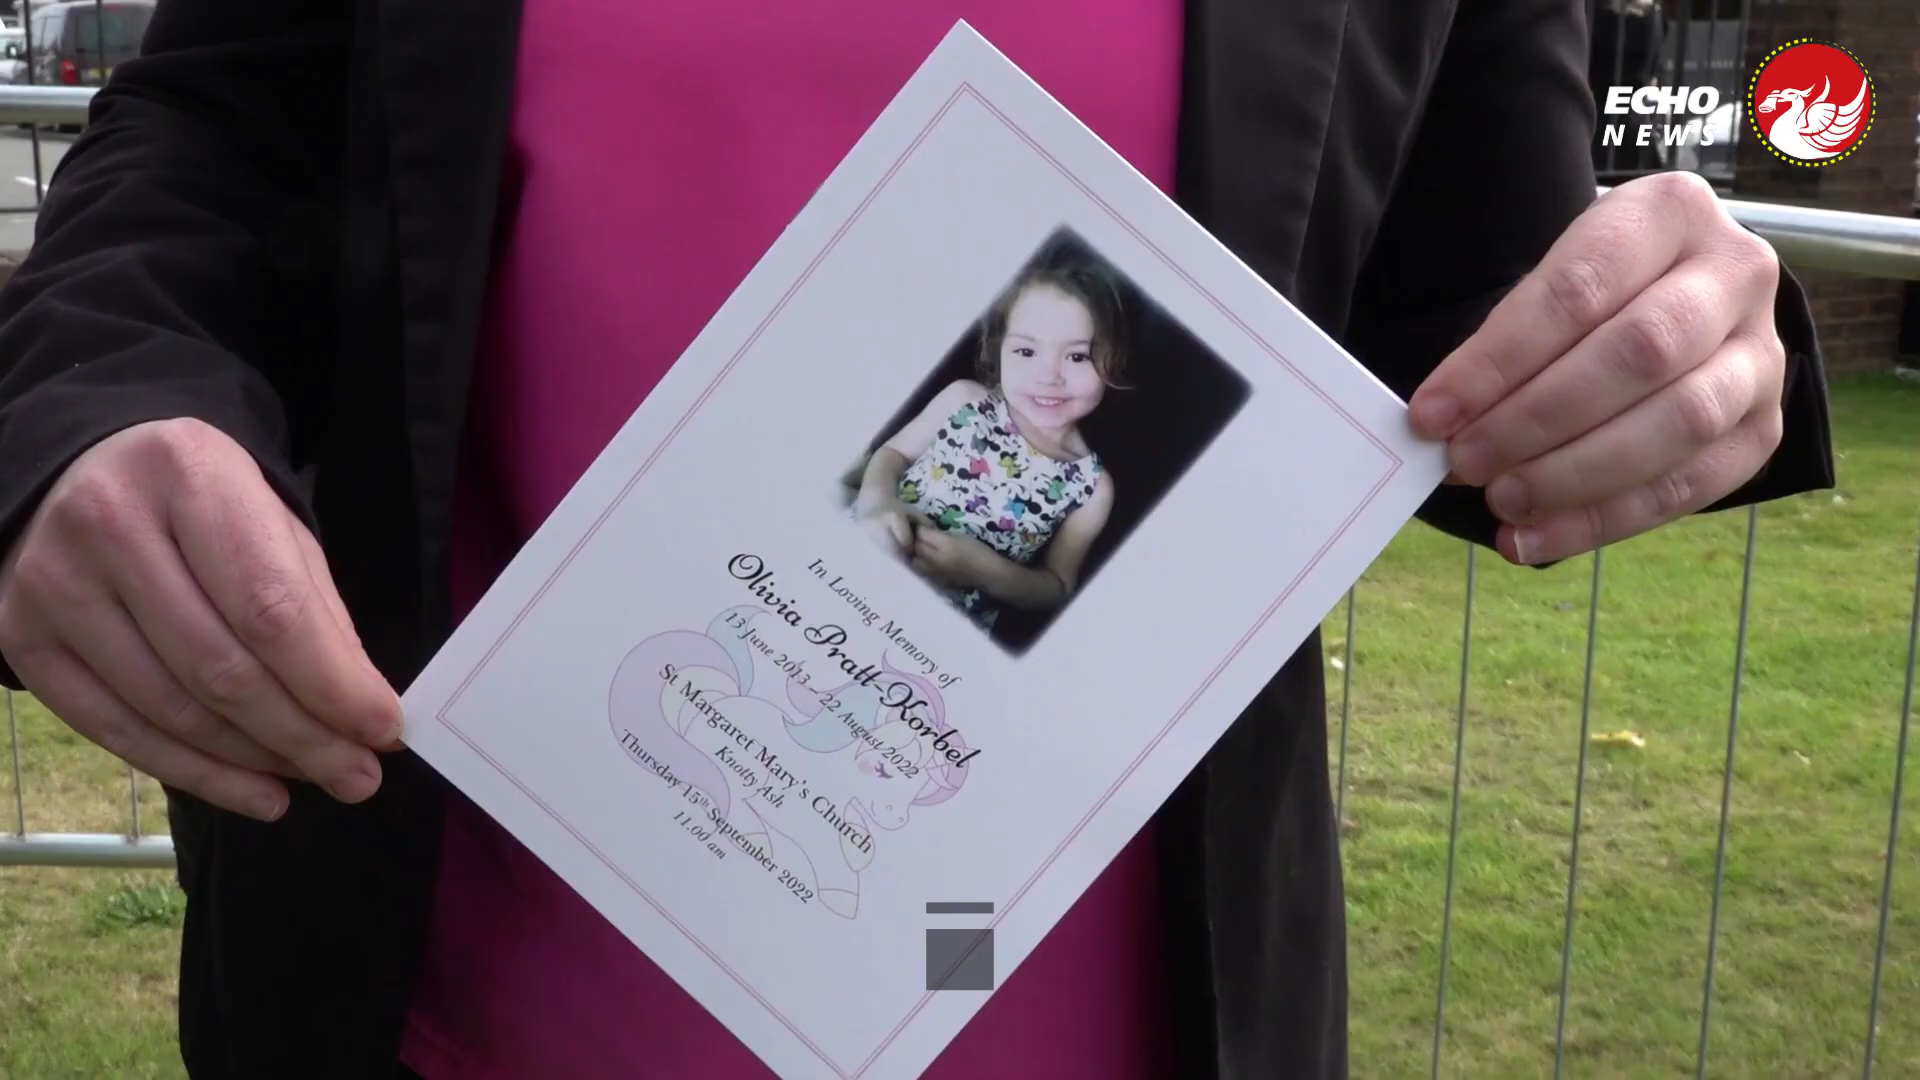 ECHO
NEWS
In Loving Memory of
Olivia Pratt-Korbel
13 June 2013 – 22 August 2022
St Margaret Mary's Church
Knotty Ash
Thursday 15th September 2022
11.00 am